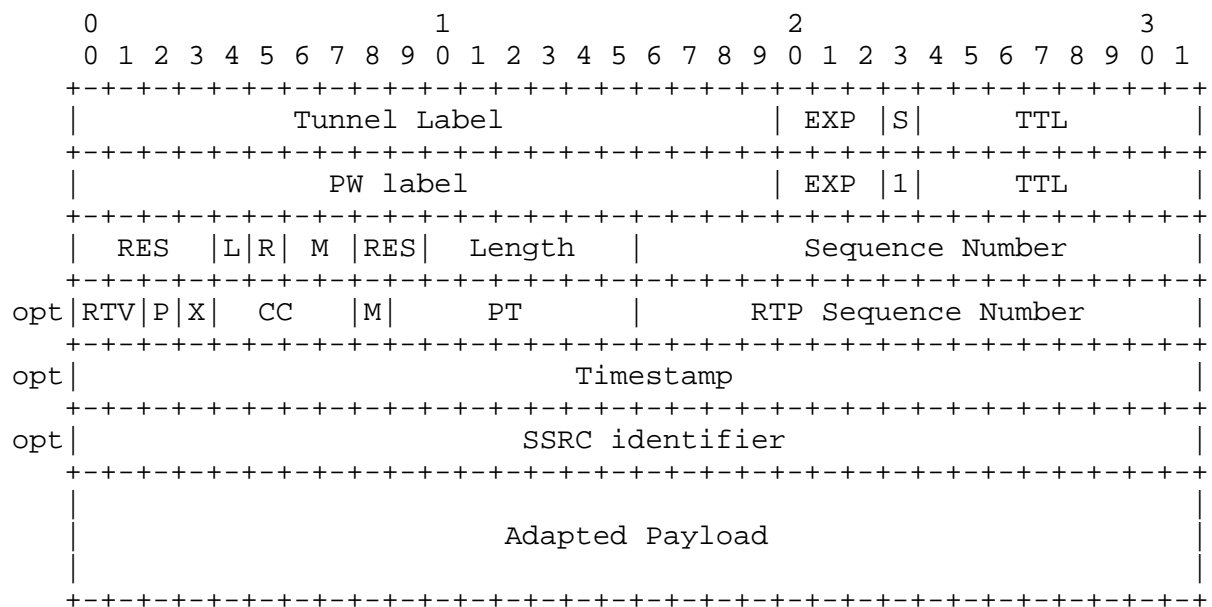 0                   1                   2                   3
    0 1 2 3 4 5 6 7 8 9 0 1 2 3 4 5 6 7 8 9 0 1 2 3 4 5 6 7 8 9 0 1
   +-+-+-+-+-+-+-+-+-+-+-+-+-+-+-+-+-+-+-+-+-+-+-+-+-+-+-+-+-+-+-+-+
   |            Tunnel Label               | EXP |S|     TTL       |
   +-+-+-+-+-+-+-+-+-+-+-+-+-+-+-+-+-+-+-+-+-+-+-+-+-+-+-+-+-+-+-+-+
   |              PW label                 | EXP |1|     TTL       |
   +-+-+-+-+-+-+-+-+-+-+-+-+-+-+-+-+-+-+-+-+-+-+-+-+-+-+-+-+-+-+-+-+
   |  RES  |L|R| M |RES|  Length   |         Sequence Number       |
   +-+-+-+-+-+-+-+-+-+-+-+-+-+-+-+-+-+-+-+-+-+-+-+-+-+-+-+-+-+-+-+-+
opt|RTV|P|X|  CC   |M|     PT      |      RTP Sequence Number      |
   +-+-+-+-+-+-+-+-+-+-+-+-+-+-+-+-+-+-+-+-+-+-+-+-+-+-+-+-+-+-+-+-+
opt|                            Timestamp                          |
   +-+-+-+-+-+-+-+-+-+-+-+-+-+-+-+-+-+-+-+-+-+-+-+-+-+-+-+-+-+-+-+-+
opt|                         SSRC identifier                       |
   +-+-+-+-+-+-+-+-+-+-+-+-+-+-+-+-+-+-+-+-+-+-+-+-+-+-+-+-+-+-+-+-+
   |                                                               |
   |                        Adapted Payload                        |
   |                                                               |
   +-+-+-+-+-+-+-+-+-+-+-+-+-+-+-+-+-+-+-+-+-+-+-+-+-+-+-+-+-+-+-+-+